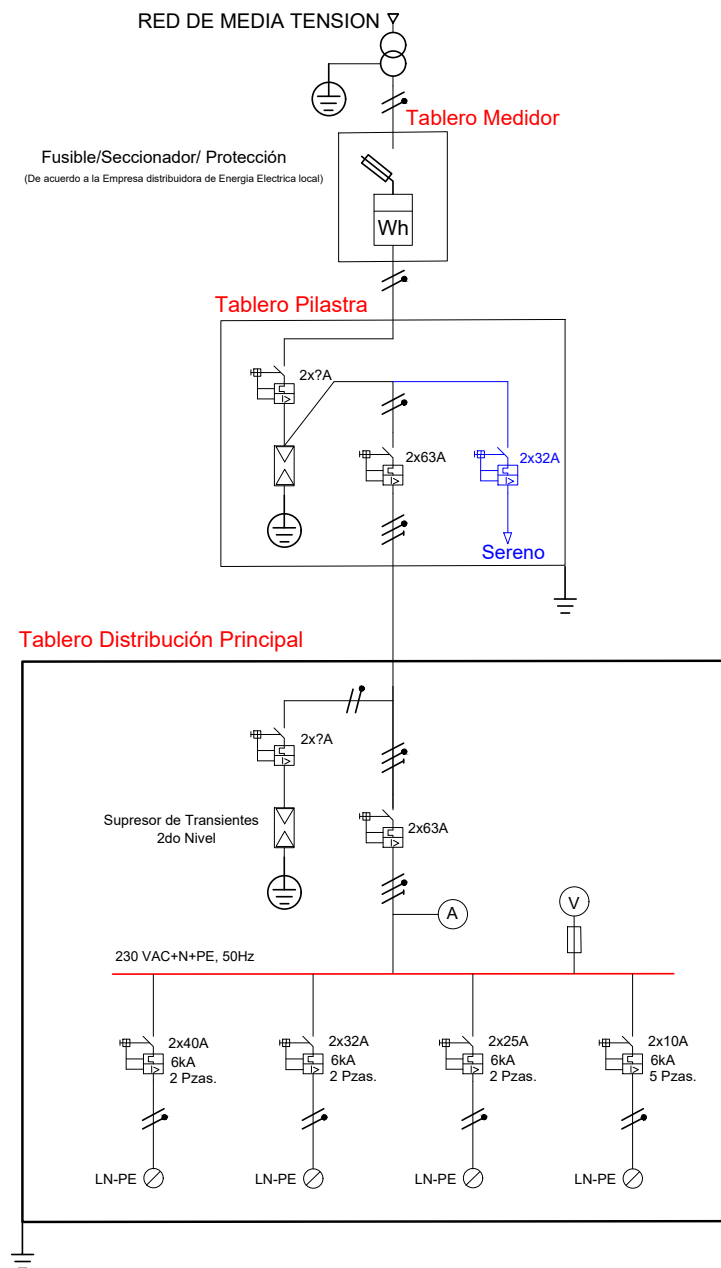 RED DE MEDIA TENSION
Tablero Medidor
Fusible/Seccionador/ Protección
(De acuerdo a la Empresa distribuidora de Energia Electrica local)
Wh
Tablero Pilastra
2x?A
2x63A
2x32A
Sereno
Tablero Distribución Principal
2x?A
Supresor de Transientes
2do Nivel
2x63A
A
V
230 VAC+N+PE, 50Hz
2x40A
6kA
2 Pzas.
2x32A
6kA
2 Pzas.
2x25A
6kA
2 Pzas.
2x10A
6kA
5 Pzas.
LN-PE
LN-PE
LN-PE
LN-PE